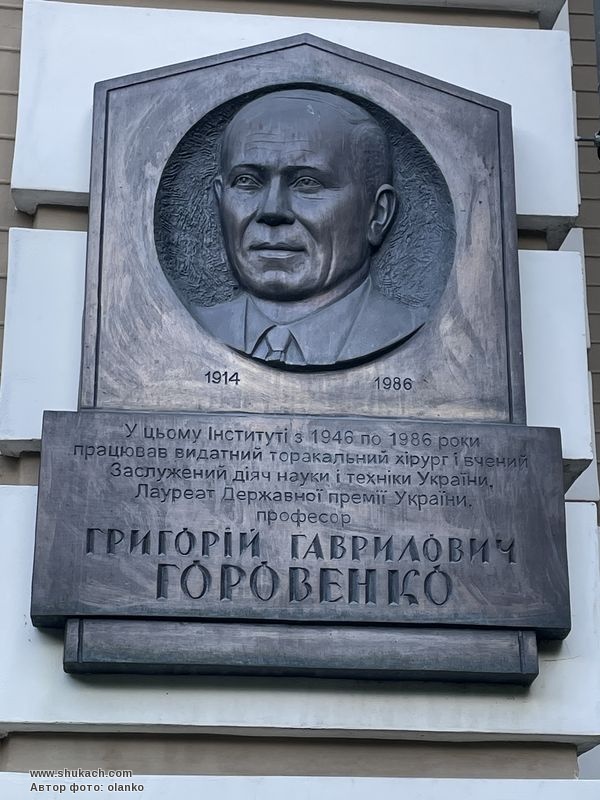 1914 1986
У цьому Інституті з 1946 по 1986 роки
працював видатний торакальний хірург і вчений
Заслужений діяч науки і техніки України,
Лауреат Державної премії України,
професор
ГРИГОРІЙ ГАВРИЛОВИЧ
ГОРОВЕНКО
www.shukach.com
Автор фото: olanko